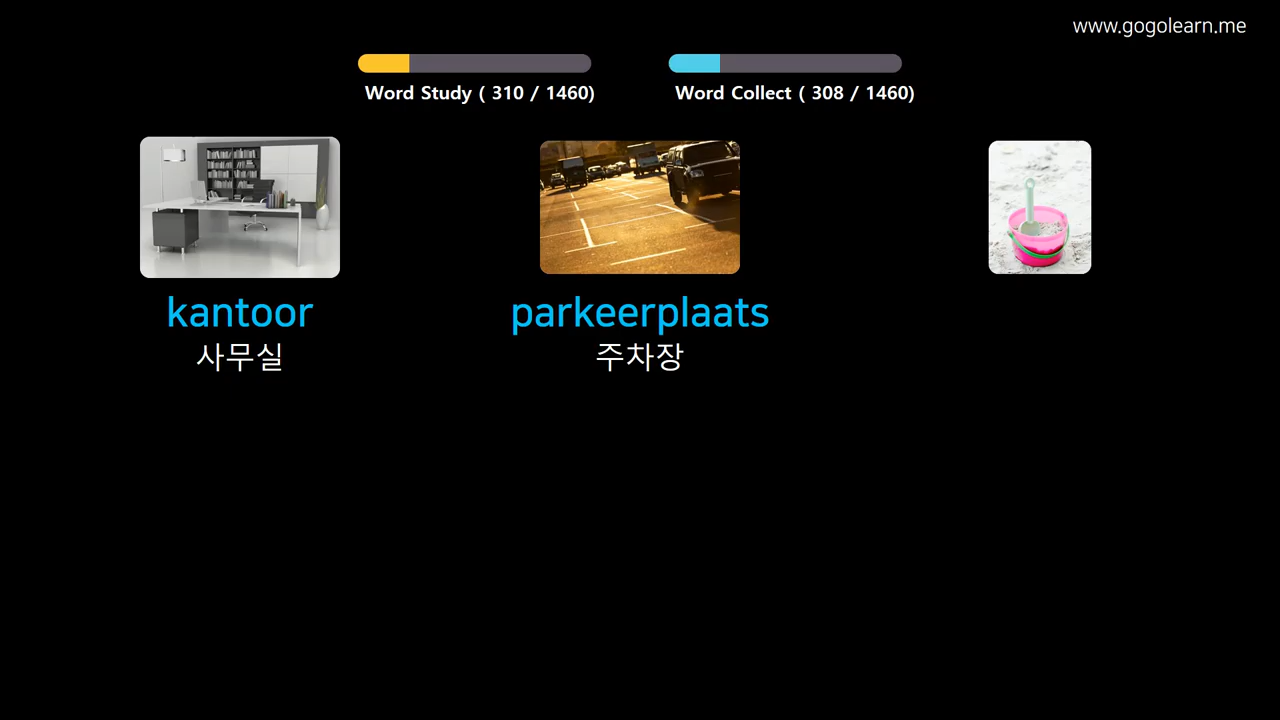 www.gogolearn.me
Word Study ( 310 / 1460)
Word Collect ( 308 / 1460)
kantoor
parkeerplaats
사무실
주차장